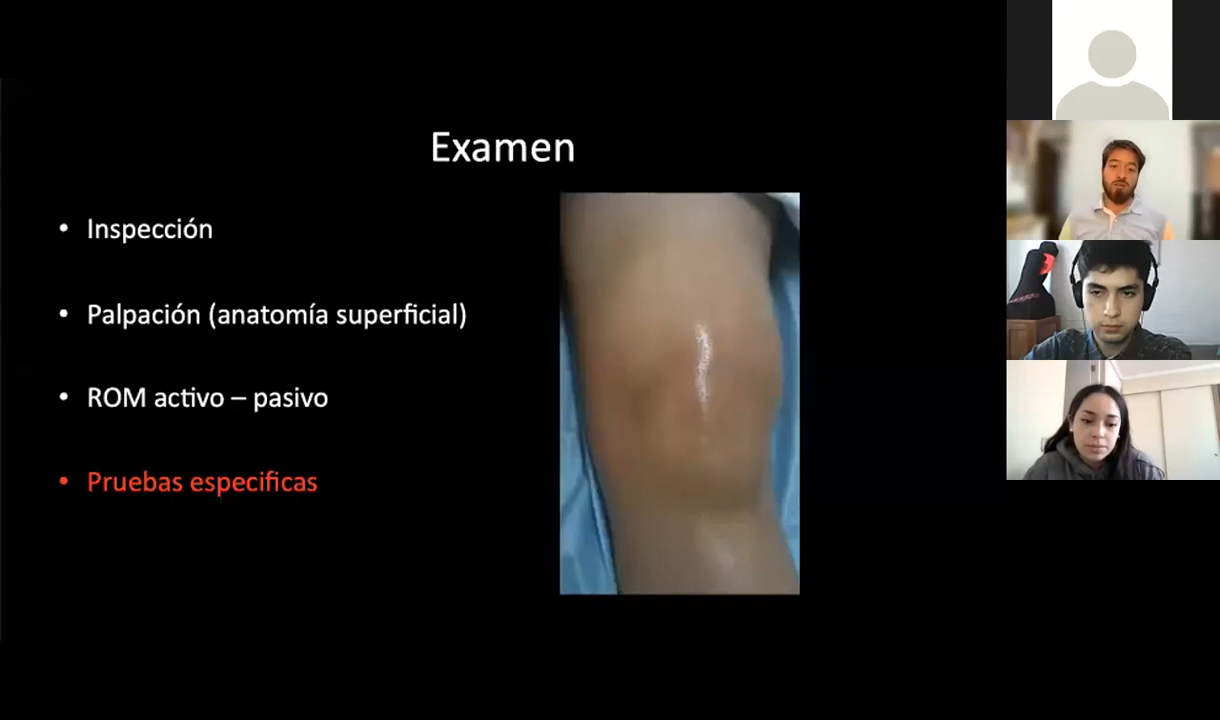 Examen
• Inspección
• Palpación (anatomía superficial)
• ROM activo – pasivo
• Pruebas especificas